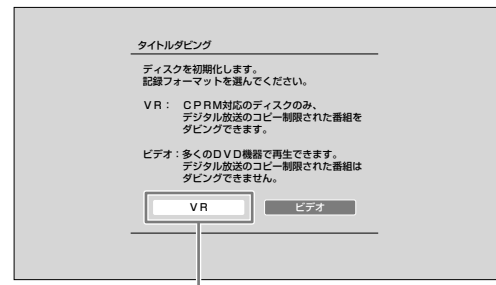 タイトルダビング
ディスクを初期化します。
記録フォーマットを選んでください。
VR： CPRM対応のディスクのみ、
デジタル放送のコピー制限された番組を
ダビングできます。
ビデオ：多くのDVD機器で再生できます。
デジタル放送のコピー制限された番組は
ダビングできません。
VR ビデオ